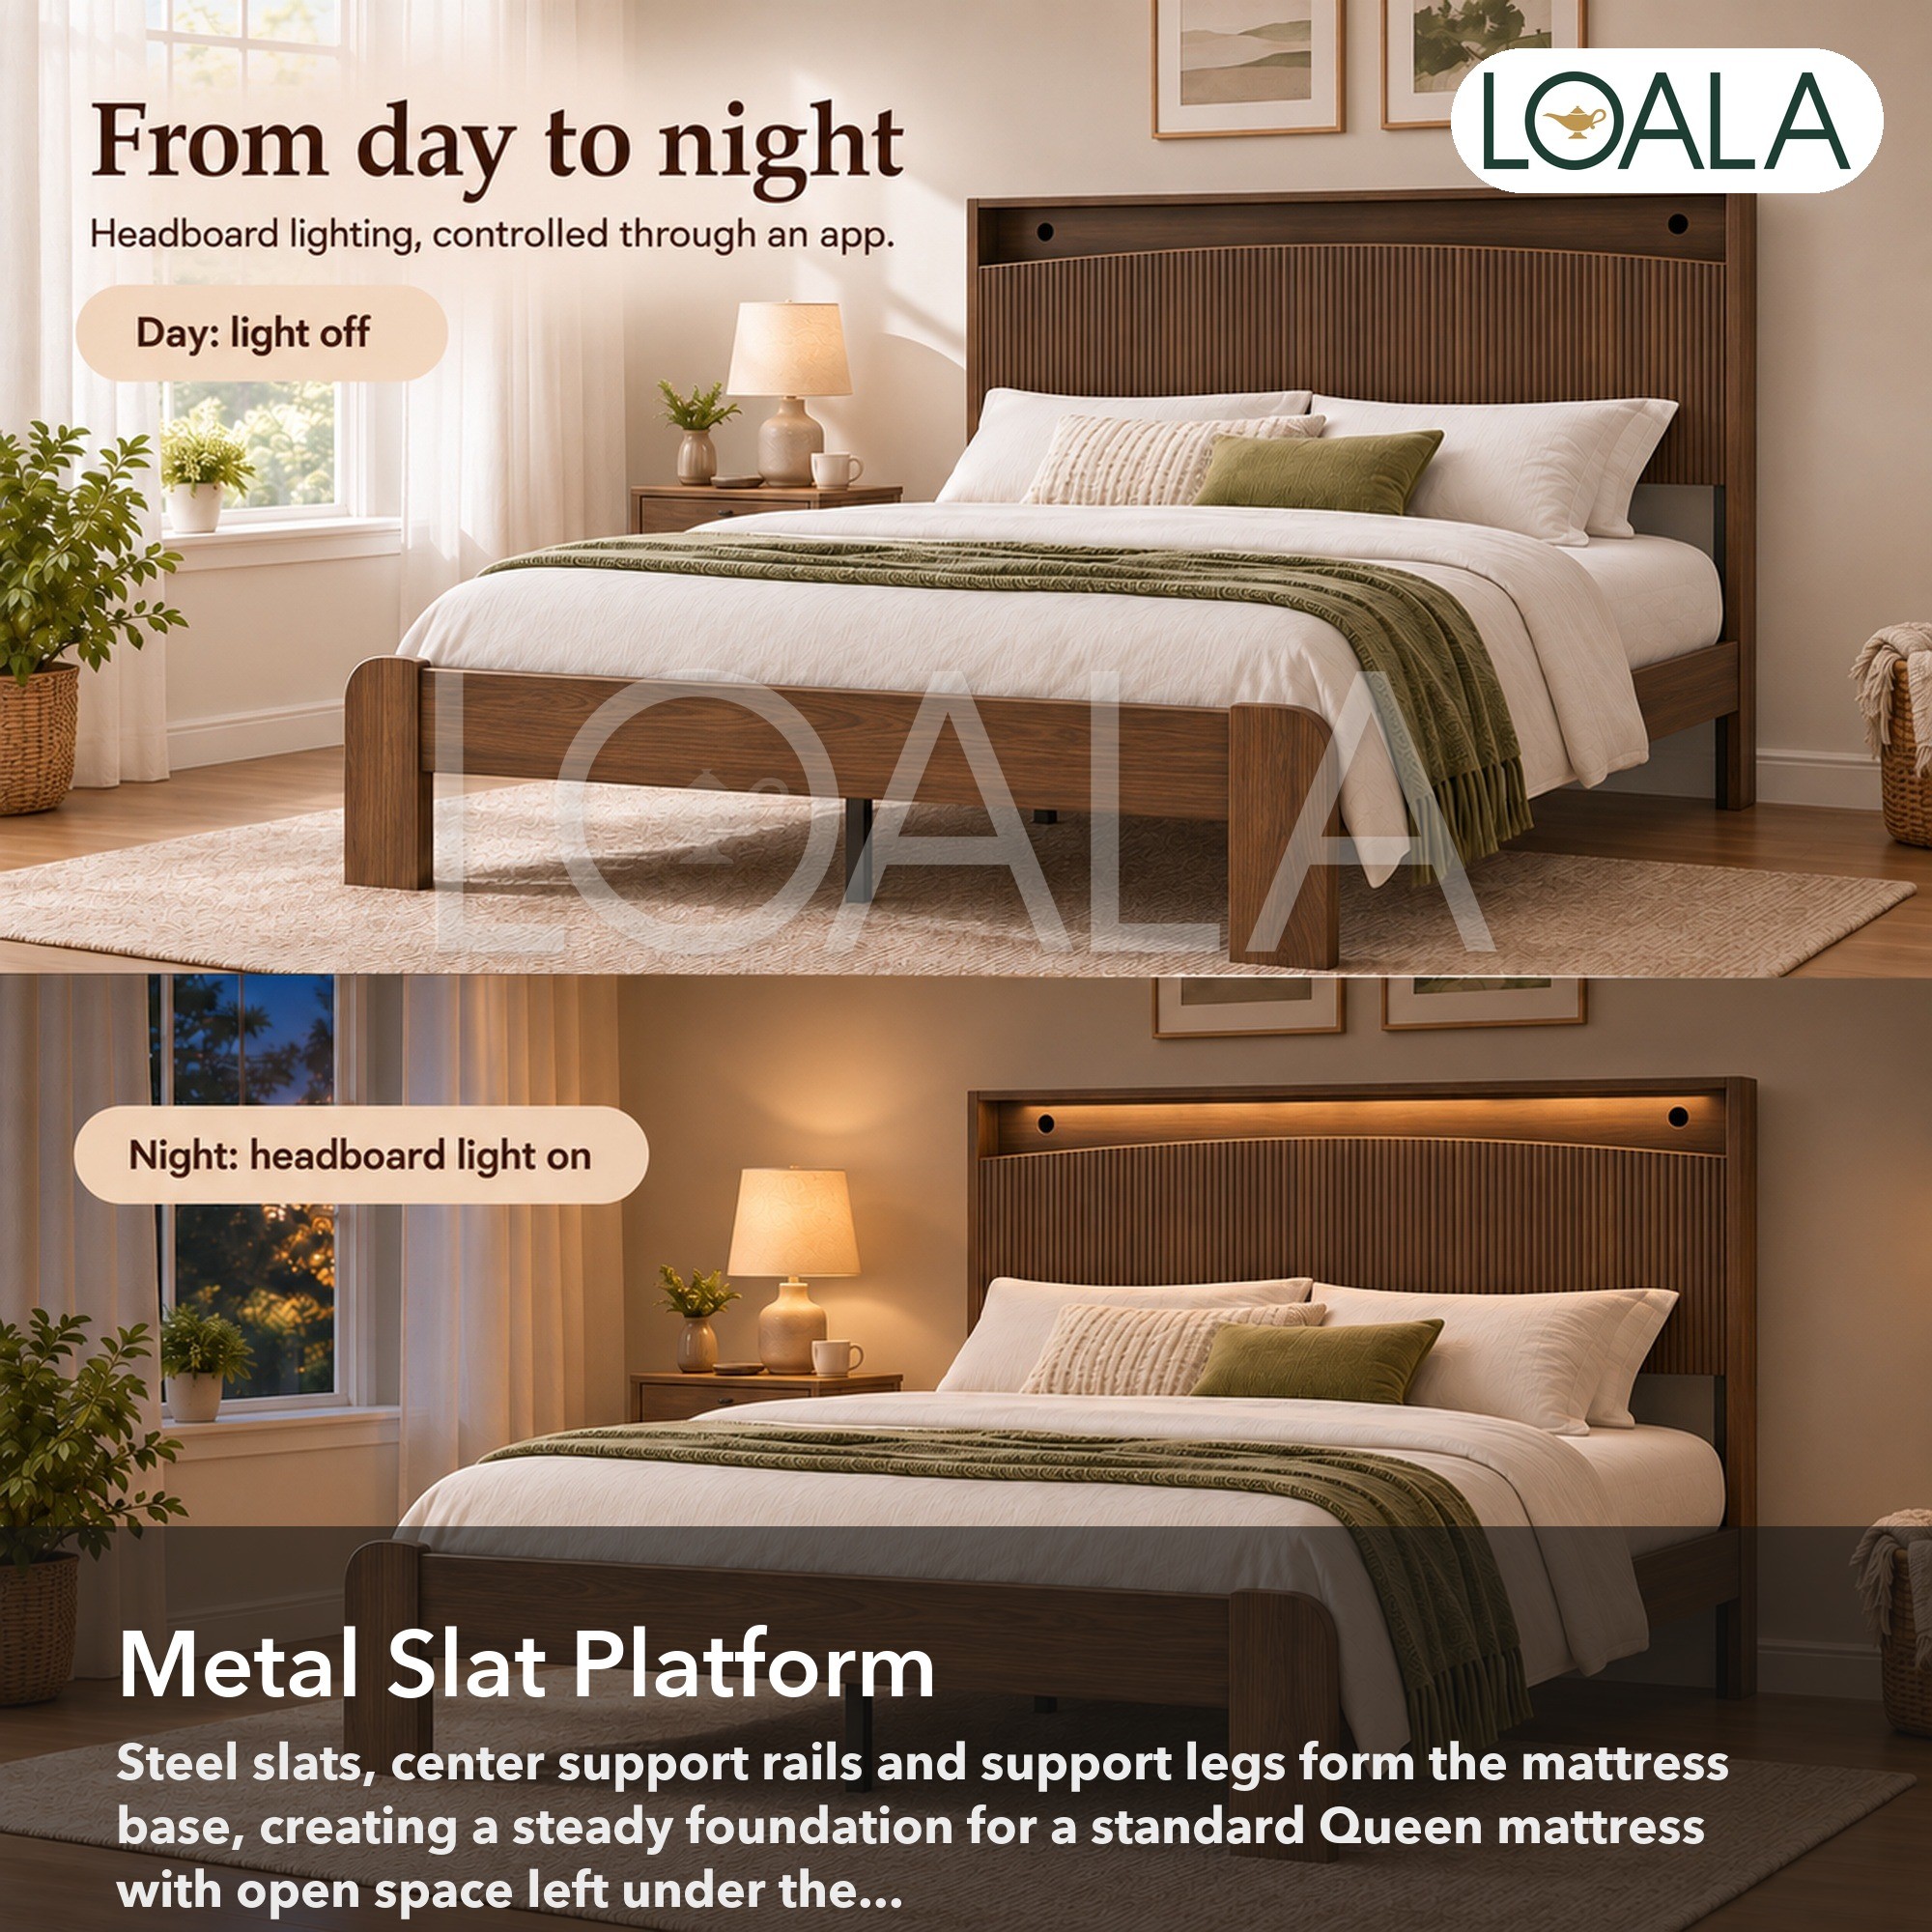 From day to night
LOALA
Headboard lighting, controlled through an app.
Day: light off
LOALA
Night: headboard light on
Metal Slat Platform
Steel slats, center support rails and support legs form the mattress
base, creating a steady foundation for a standard Queen mattress
with open space left under the...